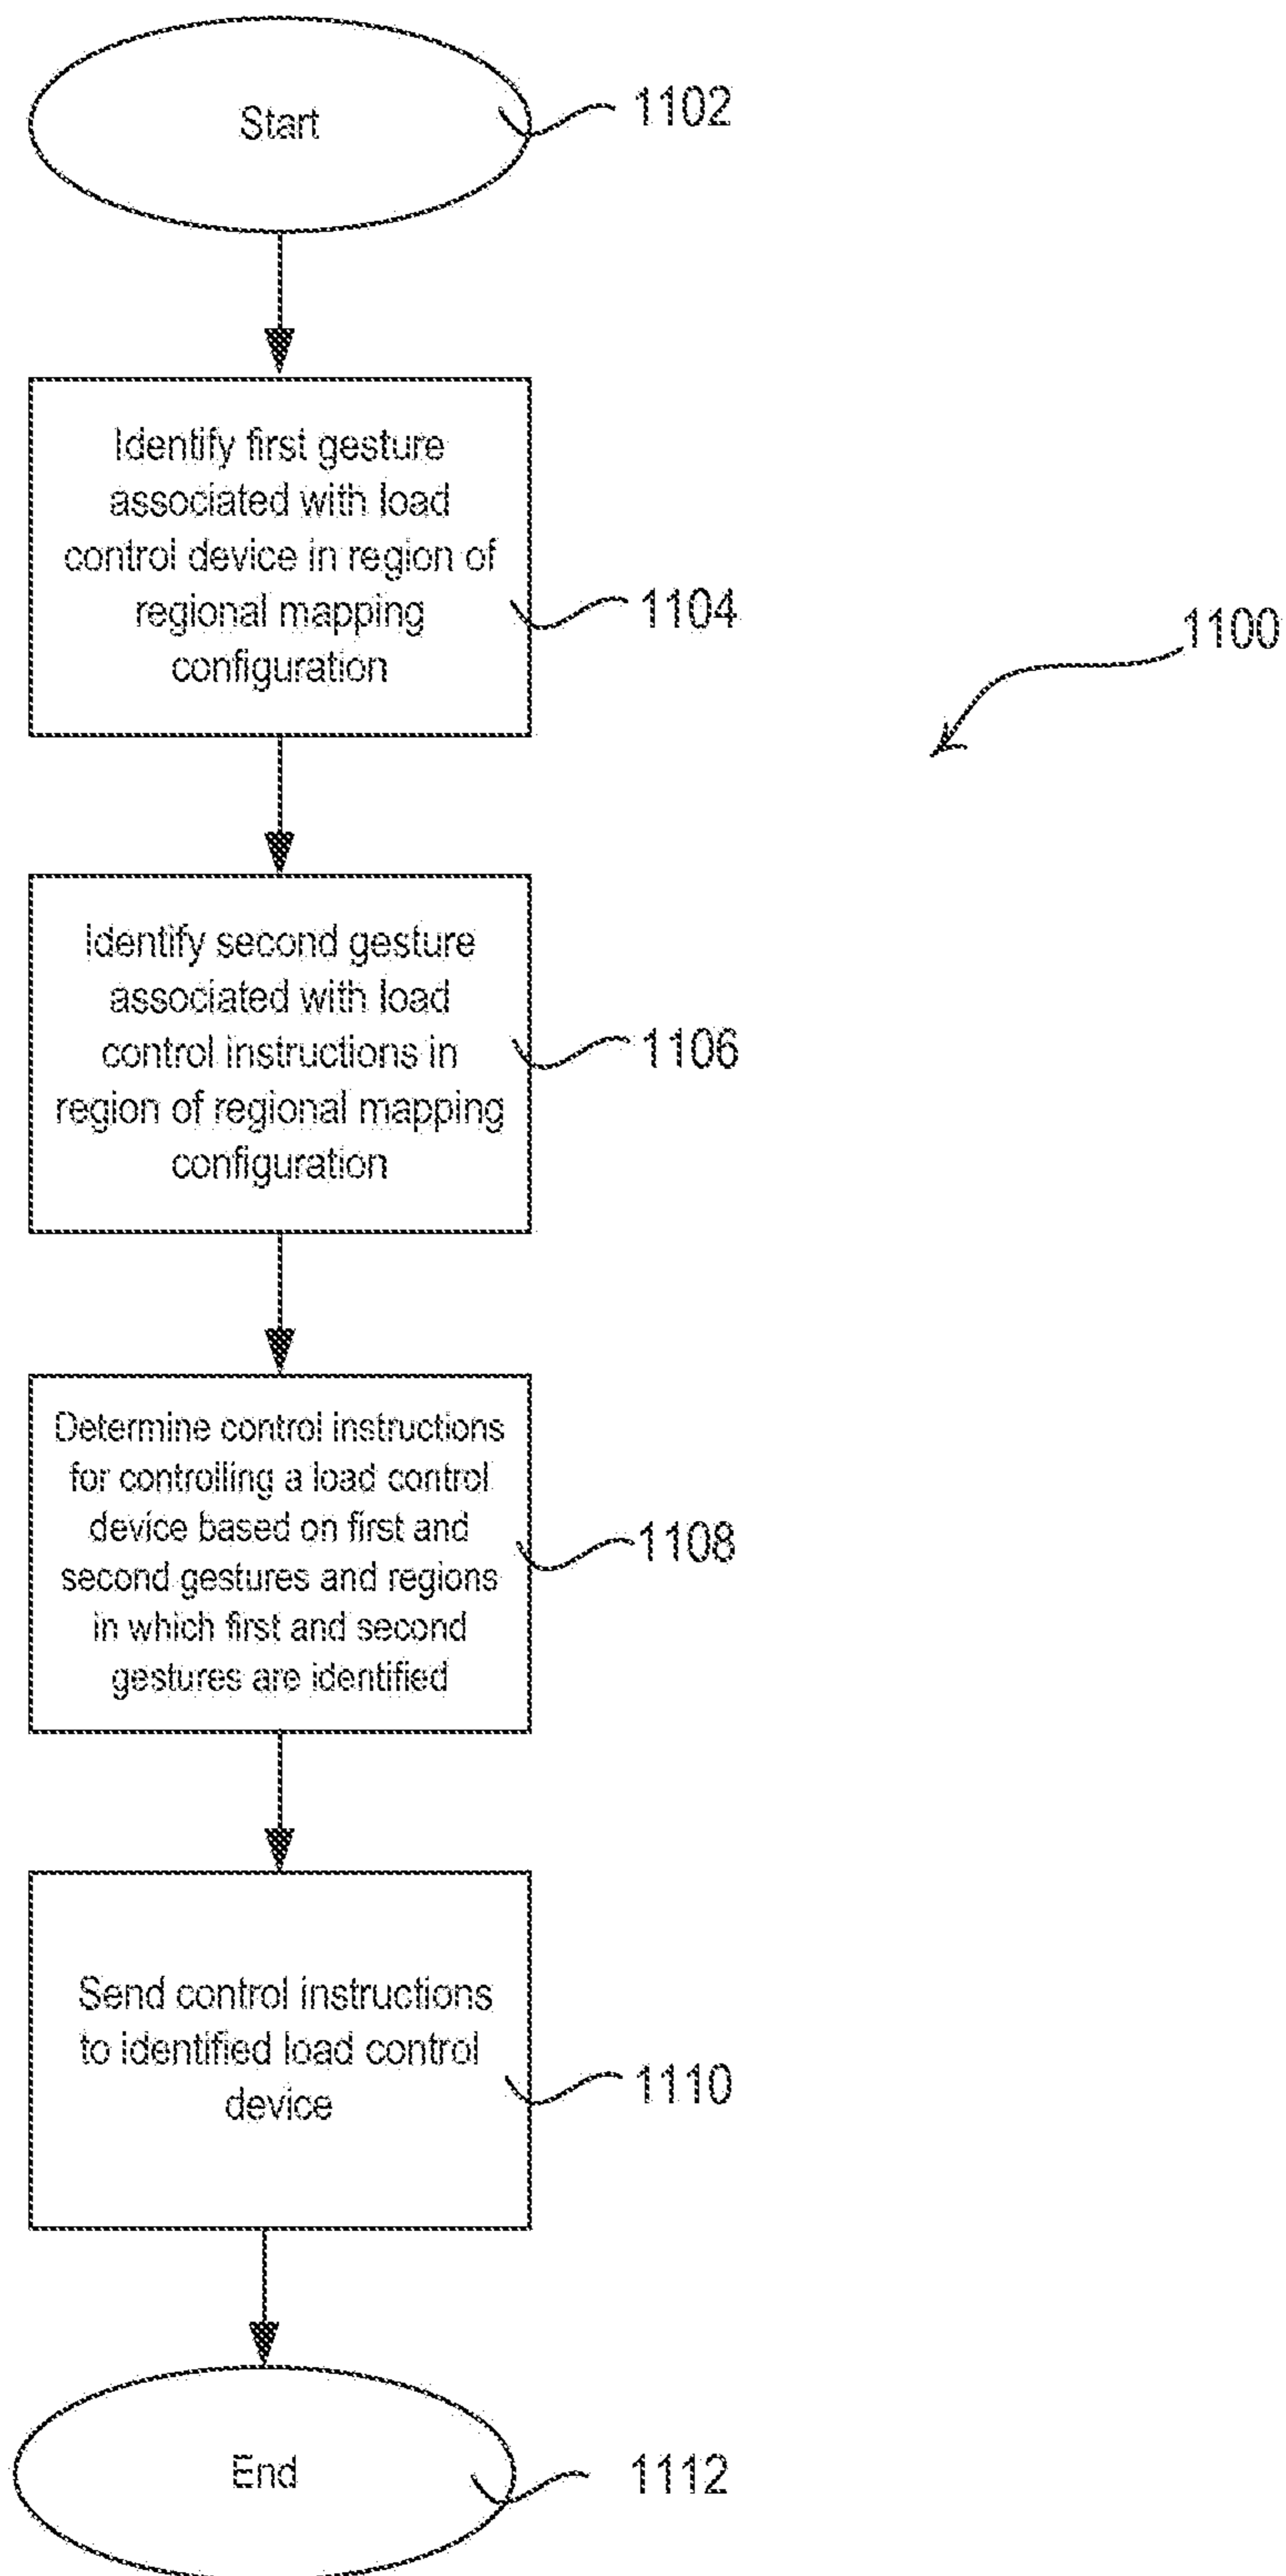 Start
1102
Identify first gesture
associated with load
control device in region of
regional mapping
configuration
1104
1100
Identify second gesture
associated with load
control instructions in
region of regional mapping
configuration
1106
Determine control instructions
for controlling a load control
device based on first and
second gestures and regions
in which first and second
gestures are identified
1108
Send control instructions
to identified load control
device
1110
End
1112